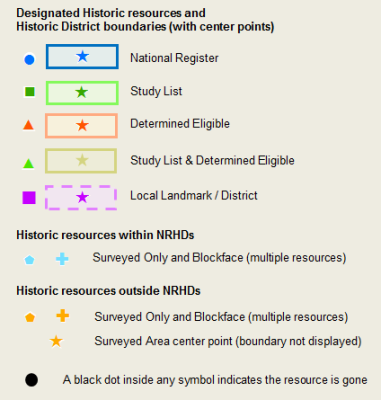 Designated Historic resources and
Historic District boundaries (with center points)
National Register
Study List
Determined Eligible
Study List & Determined Eligible
Local Landmark / District
Historic resources within NRHDs
Surveyed Only and Blockface (multiple resources)
Historic resources outside NRHDs
Surveyed Only and Blockface (multiple resources)
Surveyed Area center point (boundary not displayed)
A black dot inside any symbol indicates the resource is gone